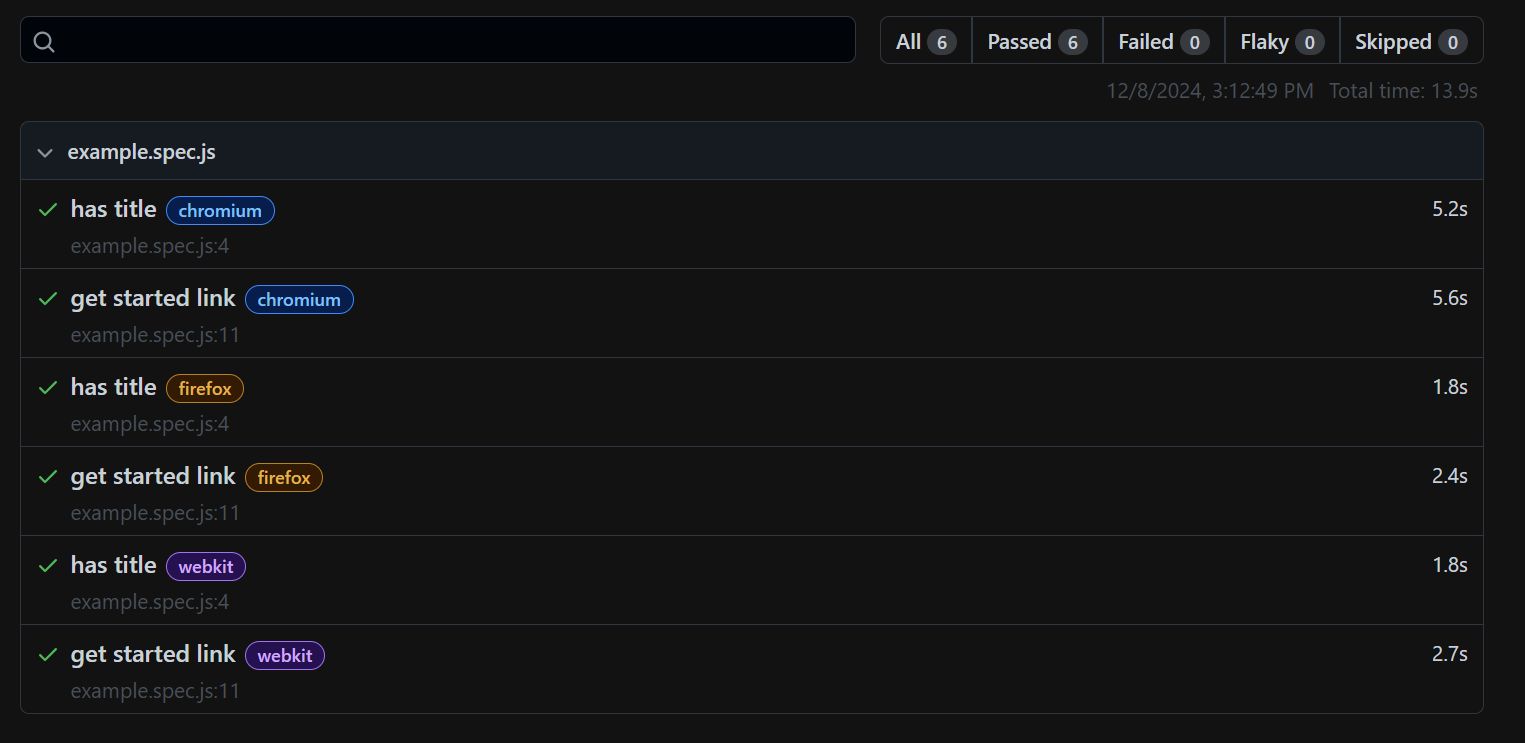 All 6 Passed 6 Failed 0 Flaky 0 Skipped 0
12/8/2024, 3:12:49 PM Total time: 13.9s
example.spec.js
has title chromium 5.2s
example.spec.js:4
get started link chromium 5.6s
example.spec.js:11
has title firefox 1.8s
example.spec.js:4
get started link firefox 2.4s
example.spec.js:11
has title webkit 1.8s
example.spec.js:4
get started link webkit 2.7s
example.spec.js:11